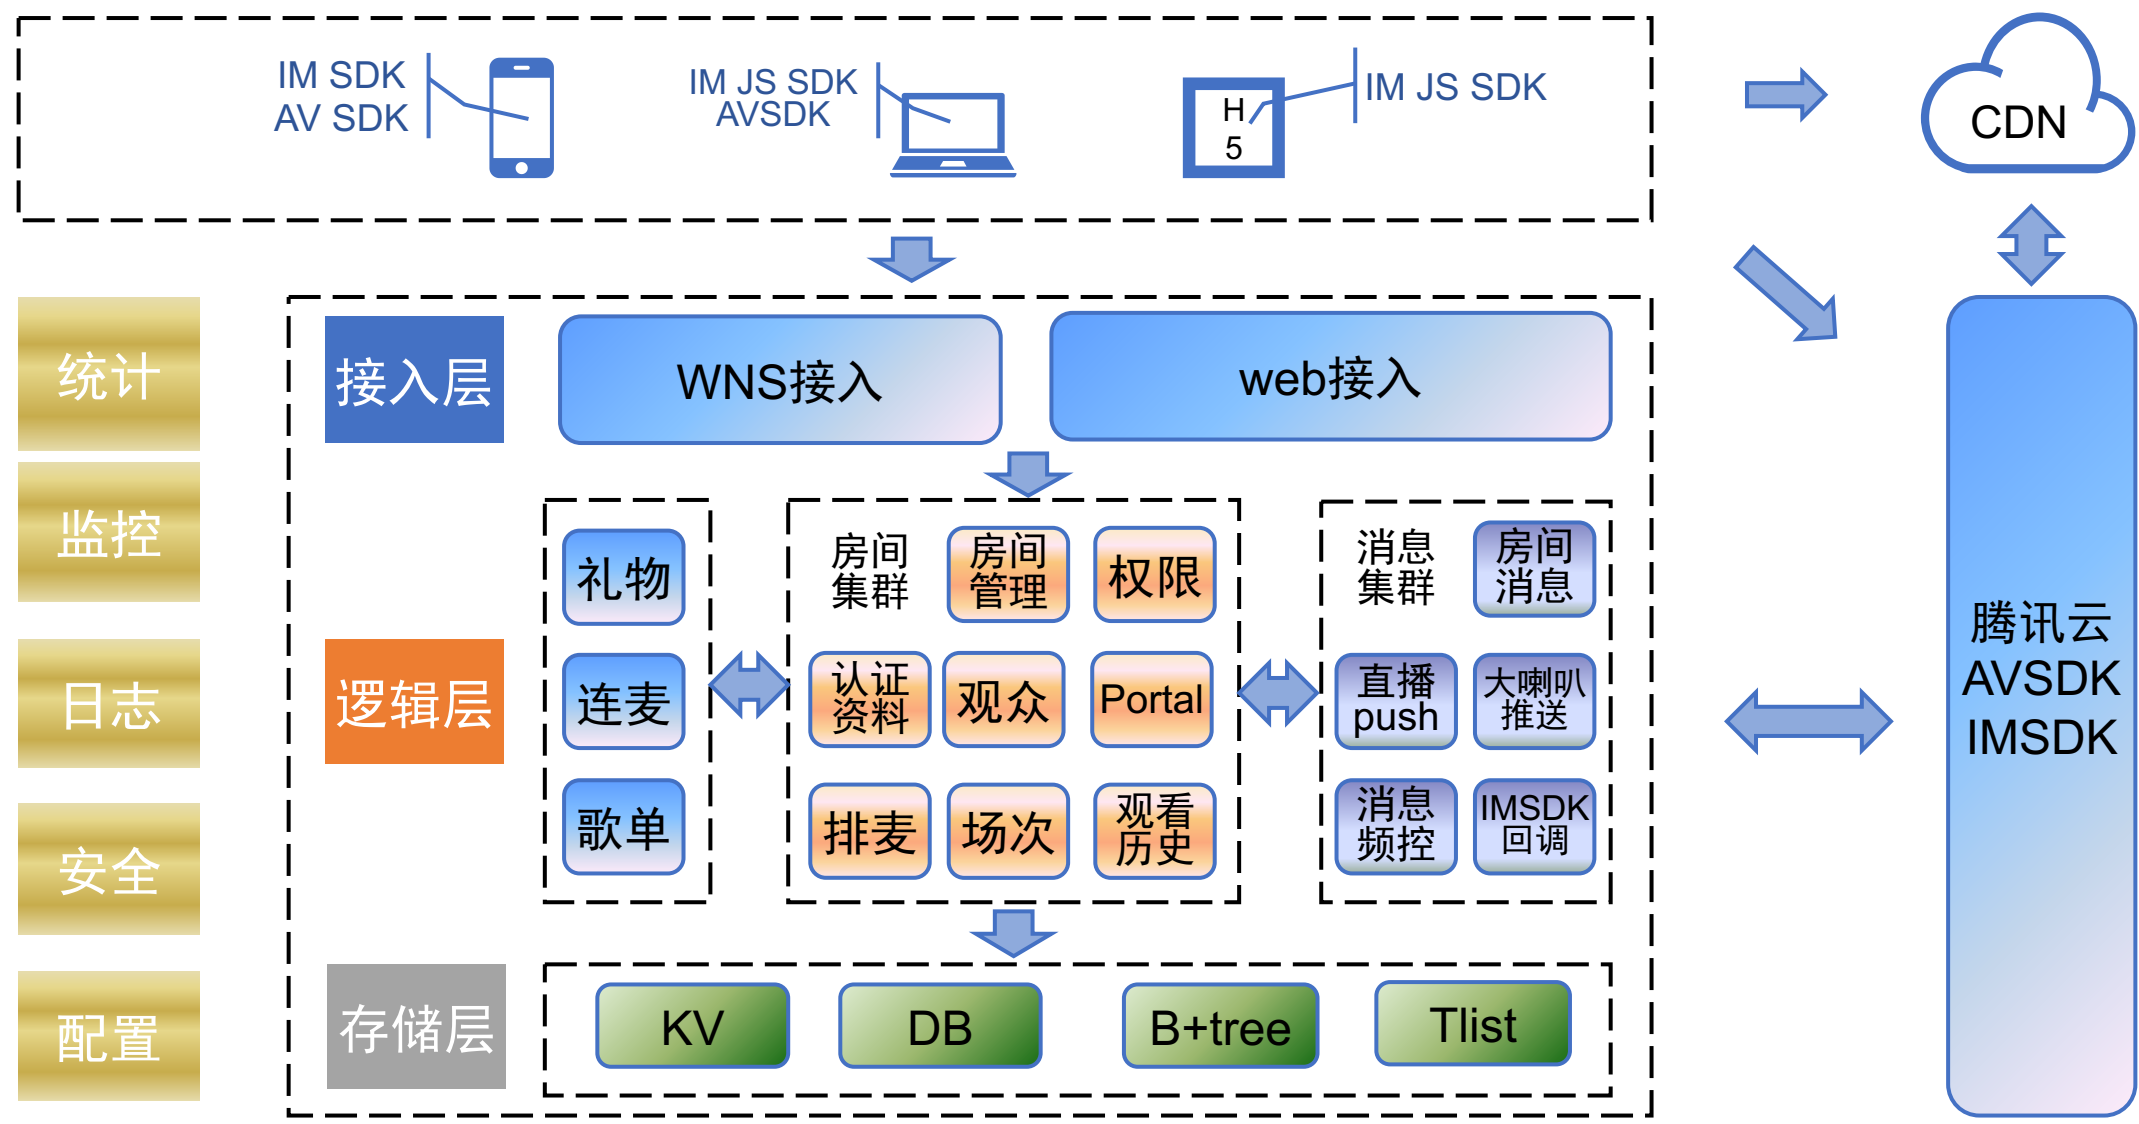 IM SDK
AV SDK
IM JS SDK
AVSDK
H
5
IM JS SDK
CDN
统计
监控
日志
安全
配置
接入层
WNS接入
web接入
逻辑层
礼物
连麦
歌单
房间
集群
房间
管理
权限
认证
资料
观众
Portal
排麦
场次
观看
历史
消息
集群
房间
消息
直播
push
大喇叭
推送
消息
频控
IMSDK
回调
存储层
KV
DB
B+tree
Tlist
腾讯云
AVSDK
IMSDK